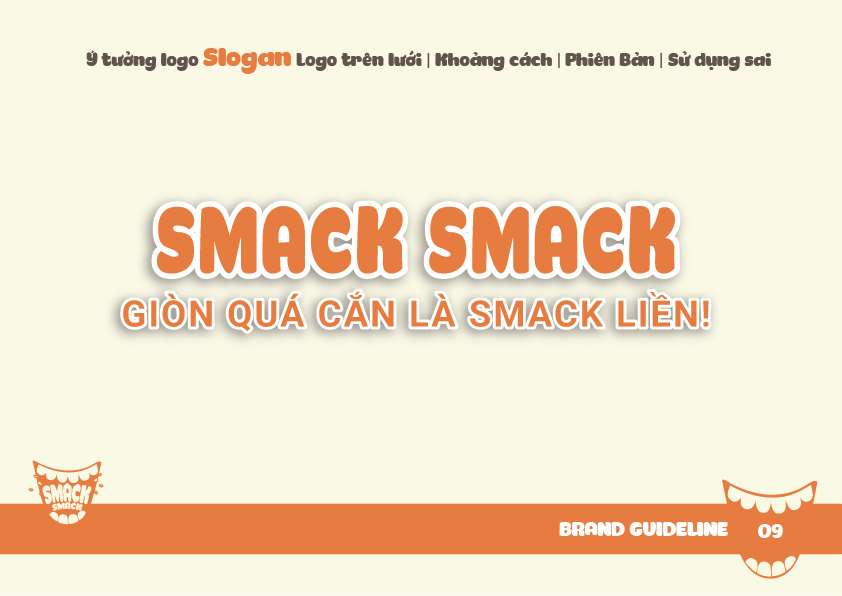 Ý tưởng logo Slogan Logo trên lưới | Khoảng cách | Phiên Bản | Sử dụng sai
SMACK SMACK
GIÒN QUÁ CẮN LÀ SMACK LIỀN!
SMACK
SMACK
BRAND GUIDELINE 09